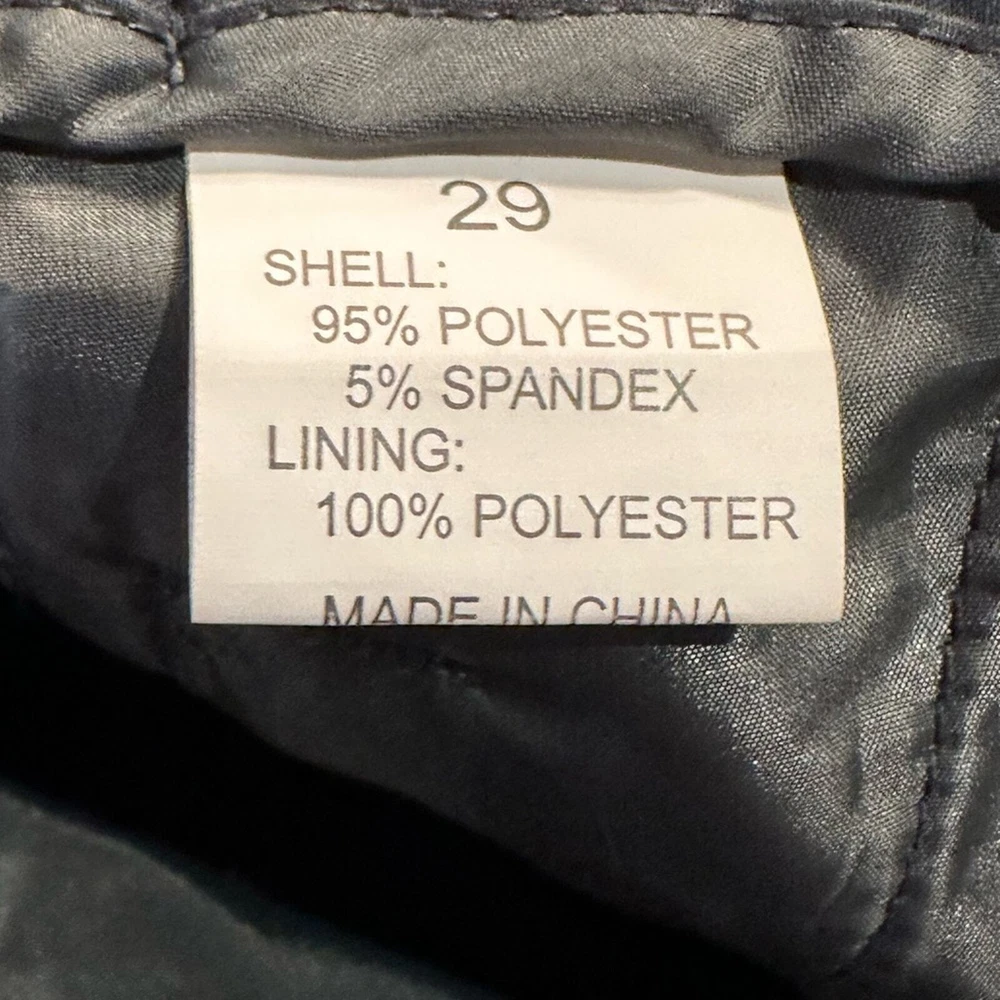 29
SHELL:
95% POLYESTER
5% SPANDEX
LINING:
100% POLYESTER
MADE IN CHINA